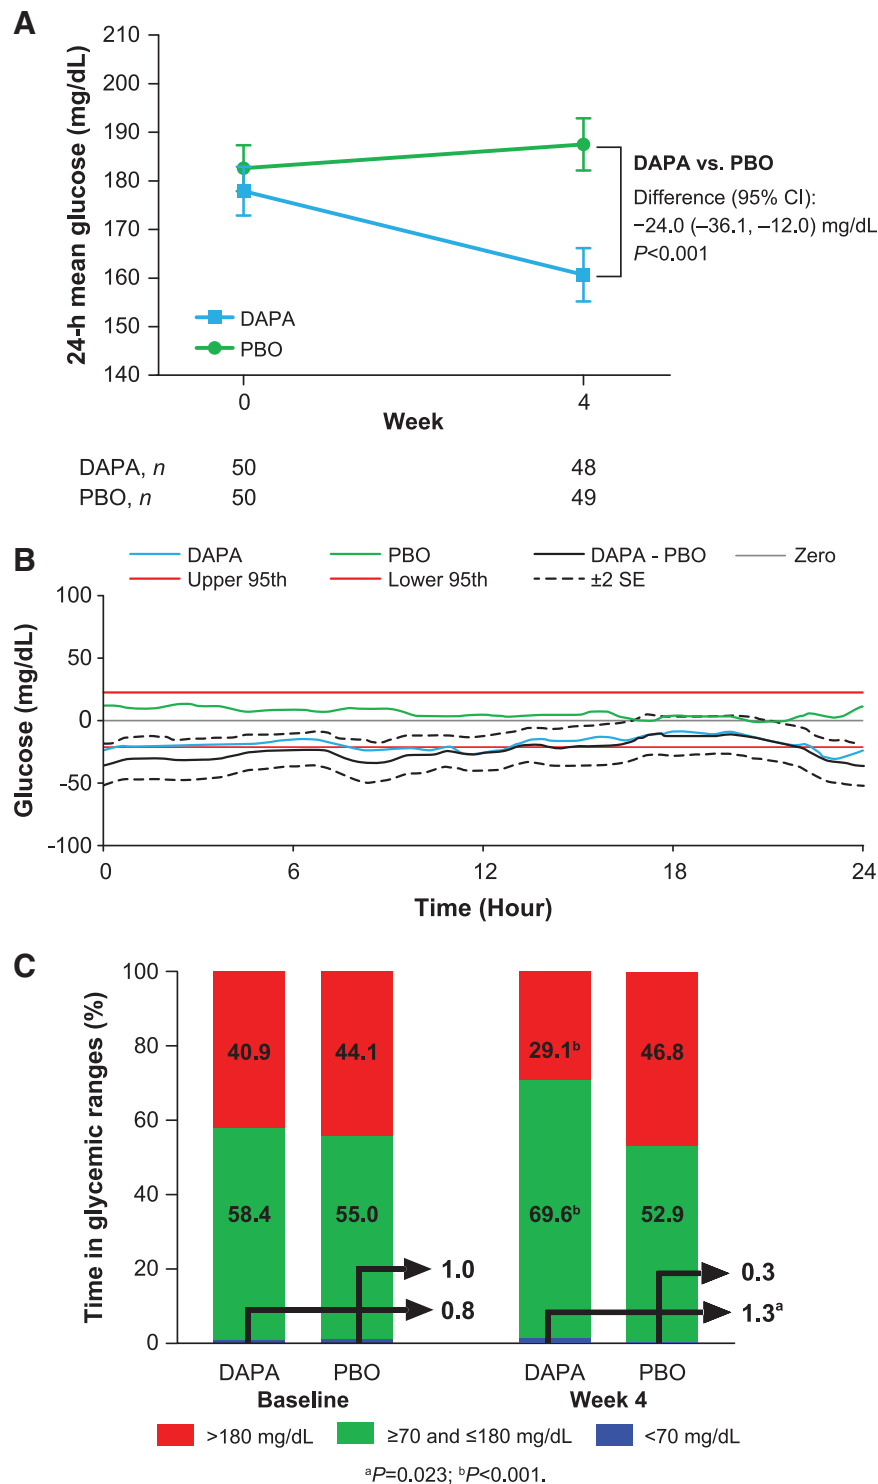 A
24-h mean glucose (mg/dL)
210
200
190
180
170
160
150
140
DAPA
PBO
0
4
Week
DAPA vs. PBO
Difference (95% CI):
−24.0 (–36.1, –12.0) mg/dL
P<0.001
DAPA, n 50 48
PBO, n 50 49
B
DAPA PBO DAPA - PBO Zero
Upper 95th Lower 95th ±2 SE
Glucose (mg/dL)
100
50
0
-50
-100
0 6 12 18 24
Time (Hour)
C
Time in glycemic ranges (%)
100
80
60
40
20
0
40.9 44.1 29.1ᵇ 46.8
58.4 55.0 69.6ᵇ 52.9
1.0 0.3
0.8 1.3ᵃ
DAPA PBO DAPA PBO
Baseline Week 4
>180 mg/dL ≥70 and ≤180 mg/dL <70 mg/dL
ᵃP=0.023; ᵇP<0.001.